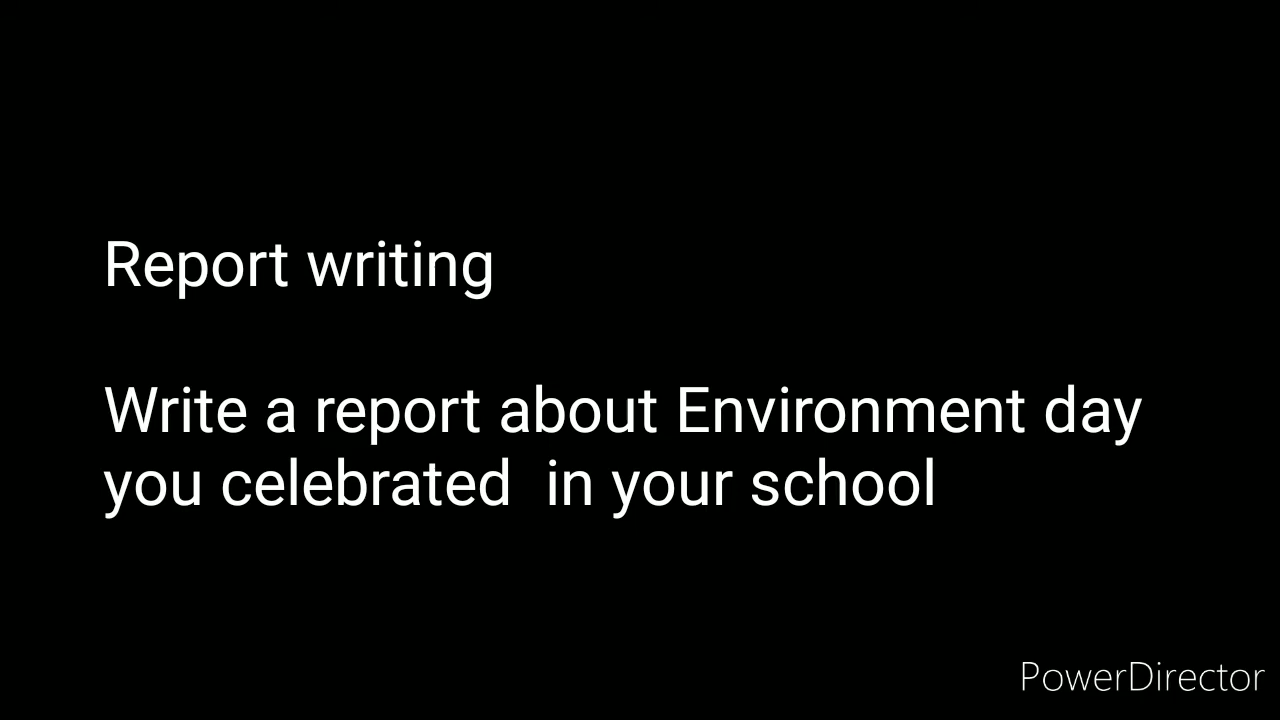 Report writing
Write a report about Environment day
you celebrated  in your school
PowerDirector